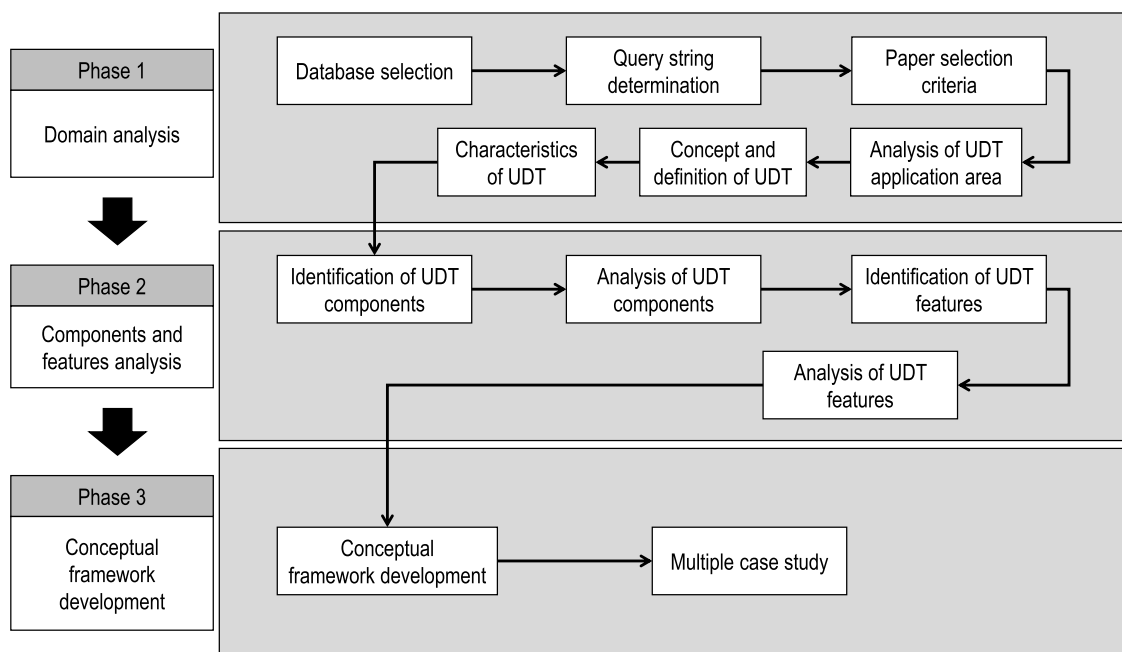 Phase 1
Domain analysis
Database selection
Query string
determination
Paper selection
criteria
Analysis of UDT
application area
Concept and
definition of UDT
Characteristics
of UDT
Phase 2
Components and
features analysis
Identification of UDT
components
Analysis of UDT
components
Identification of UDT
features
Analysis of UDT
features
Phase 3
Conceptual
framework
development
Conceptual
framework development
Multiple case study